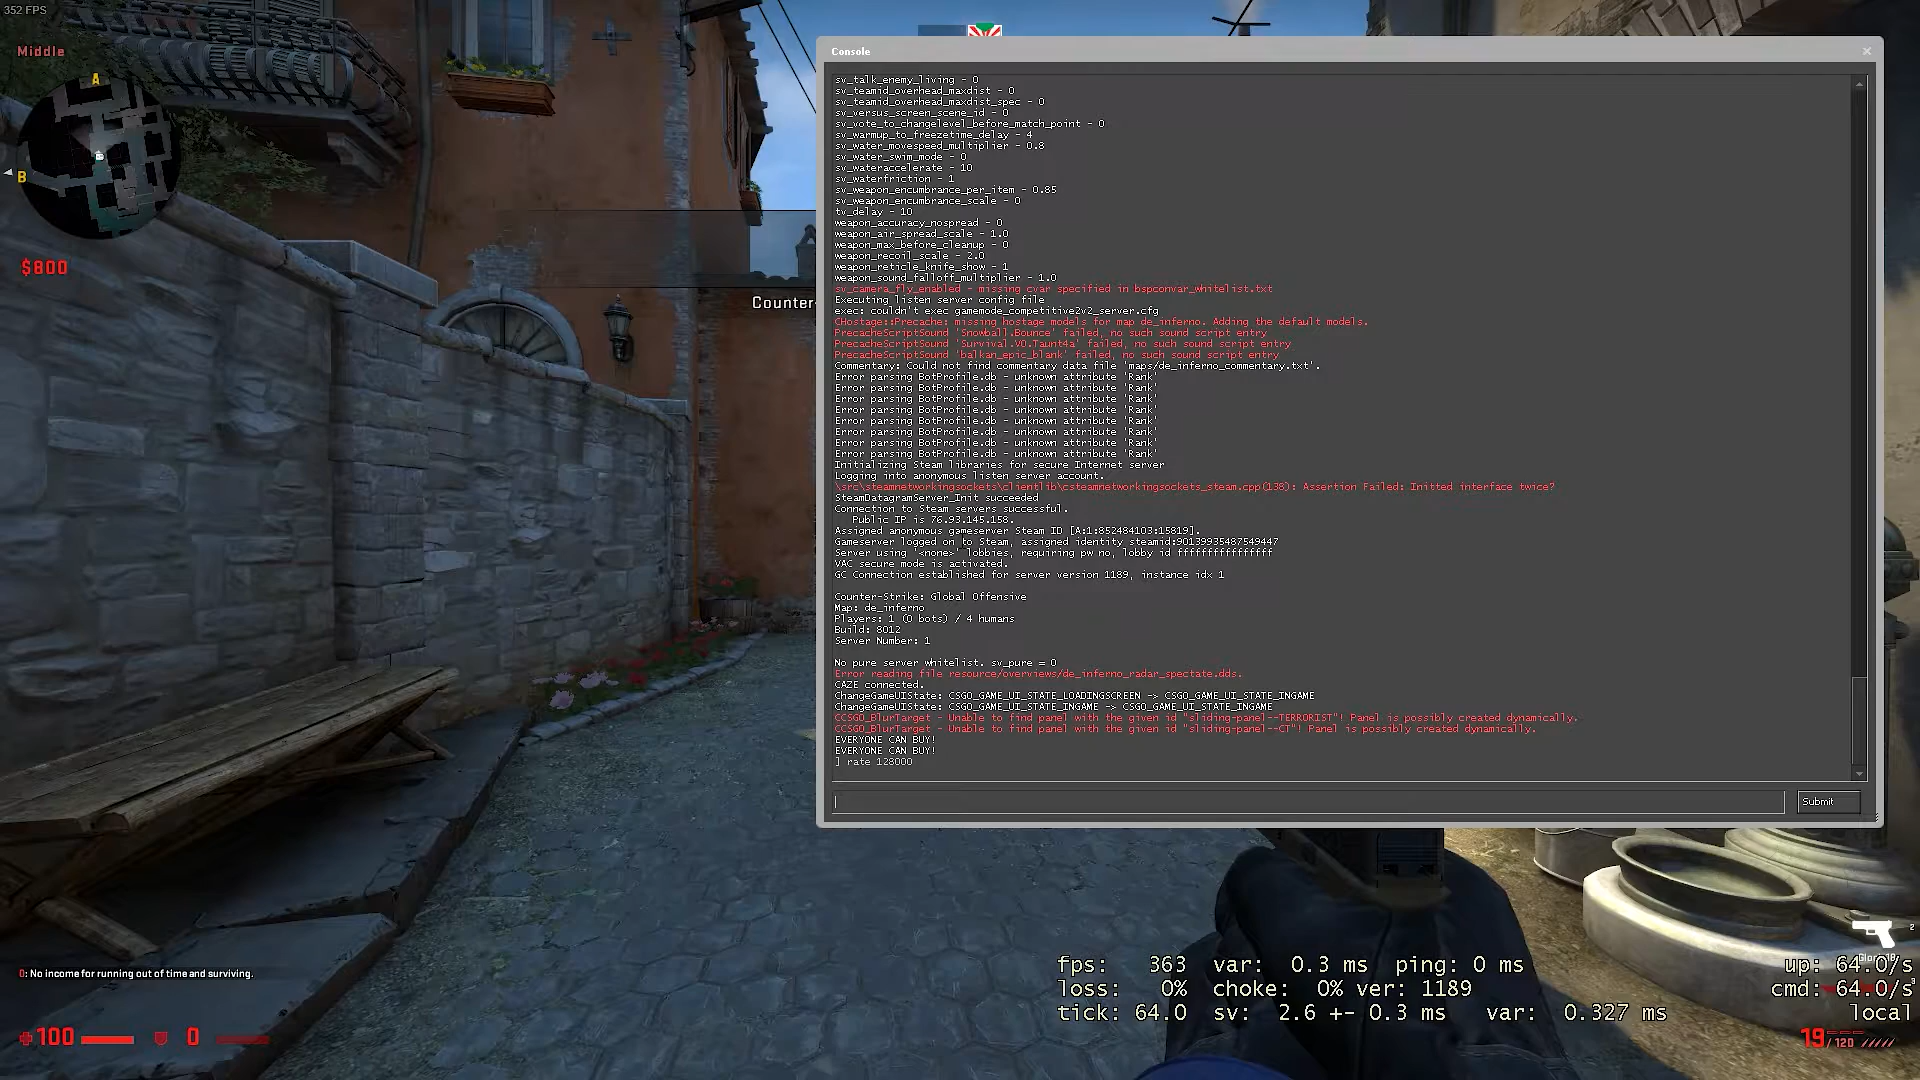 352 FPS
Middle
A
B
$800
Counter-
Console
sv_talk_enemy_living - 0
sv_teamid_overhead_maxdist - 0
sv_teamid_overhead_maxdist_spec - 0
sv_versus_screen_scene_id - 0
sv_vote_to_changelevel_before_match_point - 0
sv_warmup_to_freezetime_delay - 4
sv_water_movespeed_multiplier - 0.8
sv_water_swim_mode - 0
sv_wateraccelerate - 10
sv_waterfriction - 1
sv_weapon_encumbrance_per_item - 0.85
sv_weapon_encumbrance_scale - 0
tv_delay - 10
weapon_accuracy_nospread - 0
weapon_air_spread_scale - 1.0
weapon_max_before_cleanup - 0
weapon_recoil_scale - 2.0
weapon_reticle_knife_show - 1
weapon_sound_falloff_multiplier - 1.0
sv_camera_fly_enabled - missing cvar specified in bspconvar_whitelist.txt
Executing listen server config file
exec: couldn't exec gamemode_competitive2v2_server.cfg
CHostage::Precache: missing hostage models for map de_inferno. Adding the default models.
PrecacheScriptSound 'Snowball.Bounce' failed, no such sound script entry
PrecacheScriptSound 'Survival.VO.Taunt4a' failed, no such sound script entry
PrecacheScriptSound 'balkan_epic_blank' failed, no such sound script entry
Commentary: Could not find commentary data file 'maps/de_inferno_commentary.txt'.
Error parsing BotProfile.db - unknown attribute 'Rank'
Error parsing BotProfile.db - unknown attribute 'Rank'
Error parsing BotProfile.db - unknown attribute 'Rank'
Error parsing BotProfile.db - unknown attribute 'Rank'
Error parsing BotProfile.db - unknown attribute 'Rank'
Error parsing BotProfile.db - unknown attribute 'Rank'
Error parsing BotProfile.db - unknown attribute 'Rank'
Error parsing BotProfile.db - unknown attribute 'Rank'
Initializing Steam libraries for secure Internet server
Logging into anonymous listen server account.
\src\steamnetworkingsockets\clientlib\csteamnetworkingsockets_steam.cpp(138): Assertion Failed: Initted interface twice?
SteamDatagramServer_Init succeeded
Connection to Steam servers successful.
Public IP is 76.93.145.158.
Assigned anonymous gameserver Steam ID [A:1:852484103:15819].
Gameserver logged on to Steam, assigned identity steamid:90139935487549447
Server using '<none>' lobbies, requiring pw no, lobby id ffffffffffffffff
VAC secure mode is activated.
GC Connection established for server version 1189, instance idx 1
Counter-Strike: Global Offensive
Map: de_inferno
Players: 1 (0 bots) / 4 humans
Build: 8012
Server Number: 1
No pure server whitelist. sv_pure = 0
Error reading file resource/overviews/de_inferno_radar_spectate.dds.
CAZE connected.
ChangeGameUIState: CSGO_GAME_UI_STATE_LOADINGSCREEN -> CSGO_GAME_UI_STATE_INGAME
ChangeGameUIState: CSGO_GAME_UI_STATE_INGAME -> CSGO_GAME_UI_STATE_INGAME
CCSGO_BlurTarget - Unable to find panel with the given id "sliding-panel--TERRORIST"! Panel is possibly created dynamically.
CCSGO_BlurTarget - Unable to find panel with the given id "sliding-panel--CT"! Panel is possibly created dynamically.
EVERYONE CAN BUY!
EVERYONE CAN BUY!
] rate 128000
Submit
2
0: No income for running out of time and surviving.
fps: 363 var: 0.3 ms ping: 0 ms
loss: 0% choke: 0% ver: 1189
tick: 64.0 sv: 2.6 +- 0.3 ms var: 0.327 ms
up: 64.0/s
cmd: 64.0/s
local
100
0
19/120